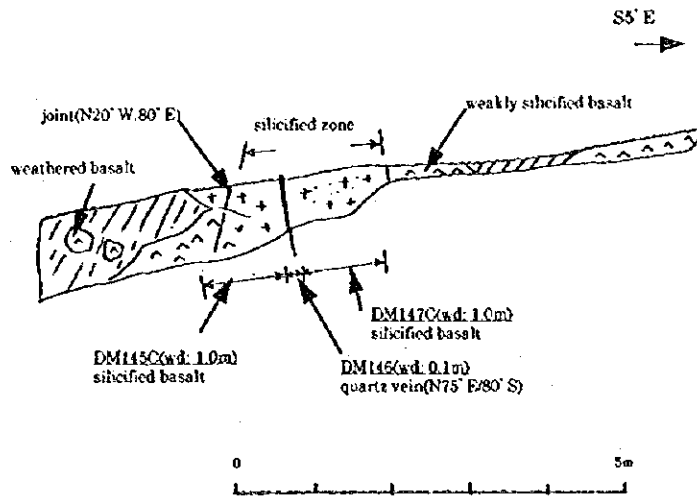 S5° E
weakly silicified basalt
joint(N20° W.80° E)
silicified zone
weathered basalt
DM147C(wd: 1.0m)
silicified basalt
DM145C(wd: 1.0m)
silicified basalt
DM146(wd: 0.1m)
quartz vein(N75° E/80° S)
0
5m